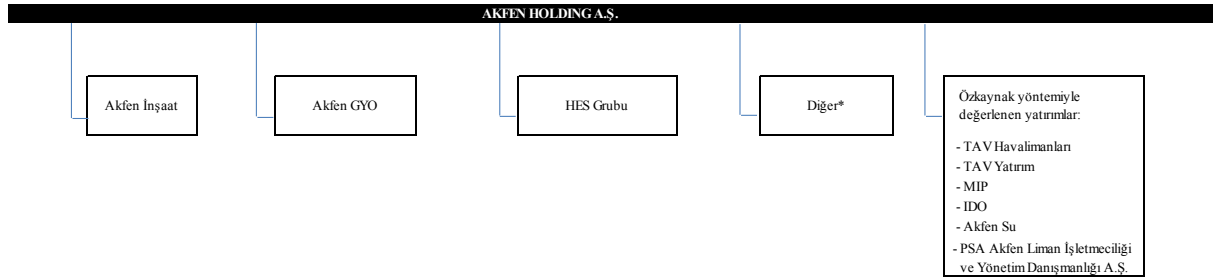 AKFEN HOLDING A.Ş.
Akfen İnşaat
Akfen GYO
HES Grubu
Diğer*
Özkaynak yöntemiyle
değerlenen yatırımlar:
- TAV Havalimanları
- TAV Yatırım
- MIP
- IDO
- Akfen Su
- PSA Akfen Liman İşletmeciliği
ve Yönetim Danışmanlığı A.Ş.